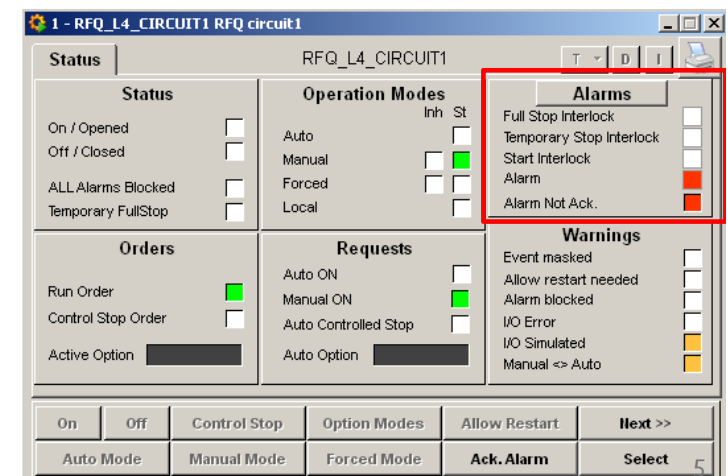 1 - RFQ_L4_CIRCUIT1 RFQ circuit1
Status
RFQ_L4_CIRCUIT1
T D I
Status
On / Opened
Off / Closed
ALL Alarms Blocked
Temporary FullStop
Operation Modes
Inh St
Auto
Manual
Forced
Local
Alarms
Full Stop Interlock
Temporary Stop Interlock
Start Interlock
Alarm
Alarm Not Ack.
Orders
Run Order
Control Stop Order
Active Option
Requests
Auto ON
Manual ON
Auto Controlled Stop
Auto Option
Warnings
Event masked
Allow restart needed
Alarm blocked
I/O Error
I/O Simulated
Manual <> Auto
On Off Control Stop Option Modes Allow Restart Next >>
Auto Mode Manual Mode Forced Mode Ack. Alarm Select
5